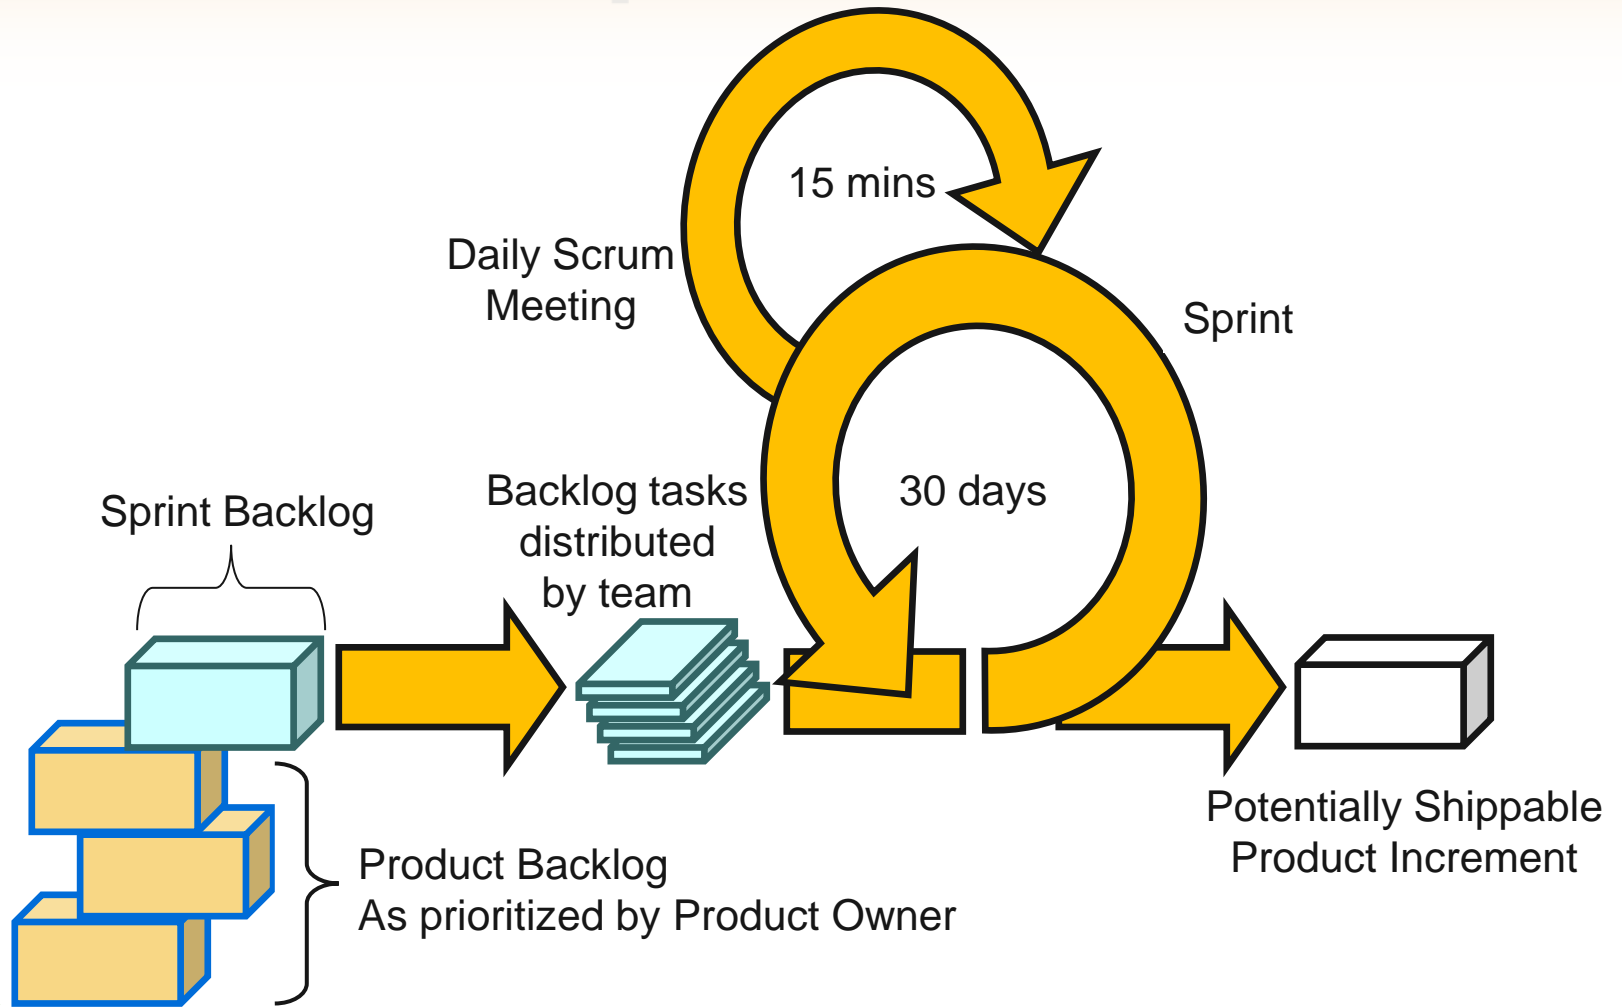 15 mins
Daily Scrum
Meeting
Sprint
30 days
Backlog tasks
distributed
by team
Sprint Backlog
Potentially Shippable
Product Increment
Product Backlog
As prioritized by Product Owner